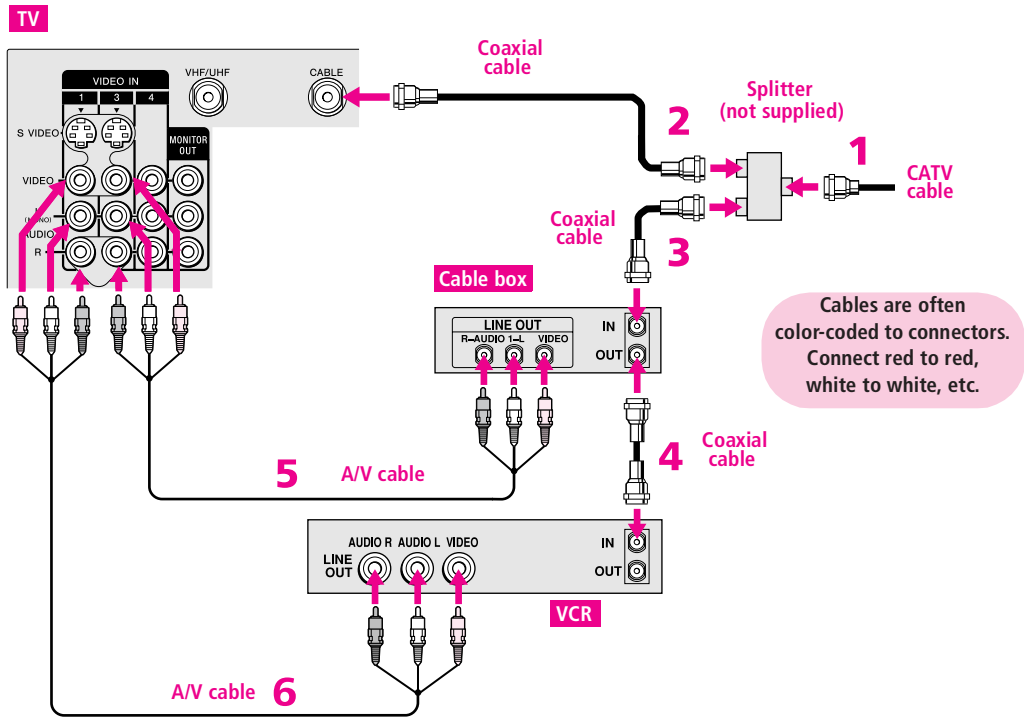 TV
VIDEO IN
1 3 4
VHF/UHF
CABLE
S VIDEO
MONITOR
OUT
VIDEO
(MONO)
AUDIO
R
Coaxial
cable
2
Splitter
(not supplied)
1
CATV
cable
Coaxial
cable
3
Cable box
LINE OUT
R–AUDIO 1–L VIDEO
IN
OUT
Cables are often
color-coded to connectors.
Connect red to red,
white to white, etc.
4
Coaxial
cable
5
A/V cable
AUDIO R AUDIO L VIDEO
LINE
OUT
IN
OUT
VCR
A/V cable
6